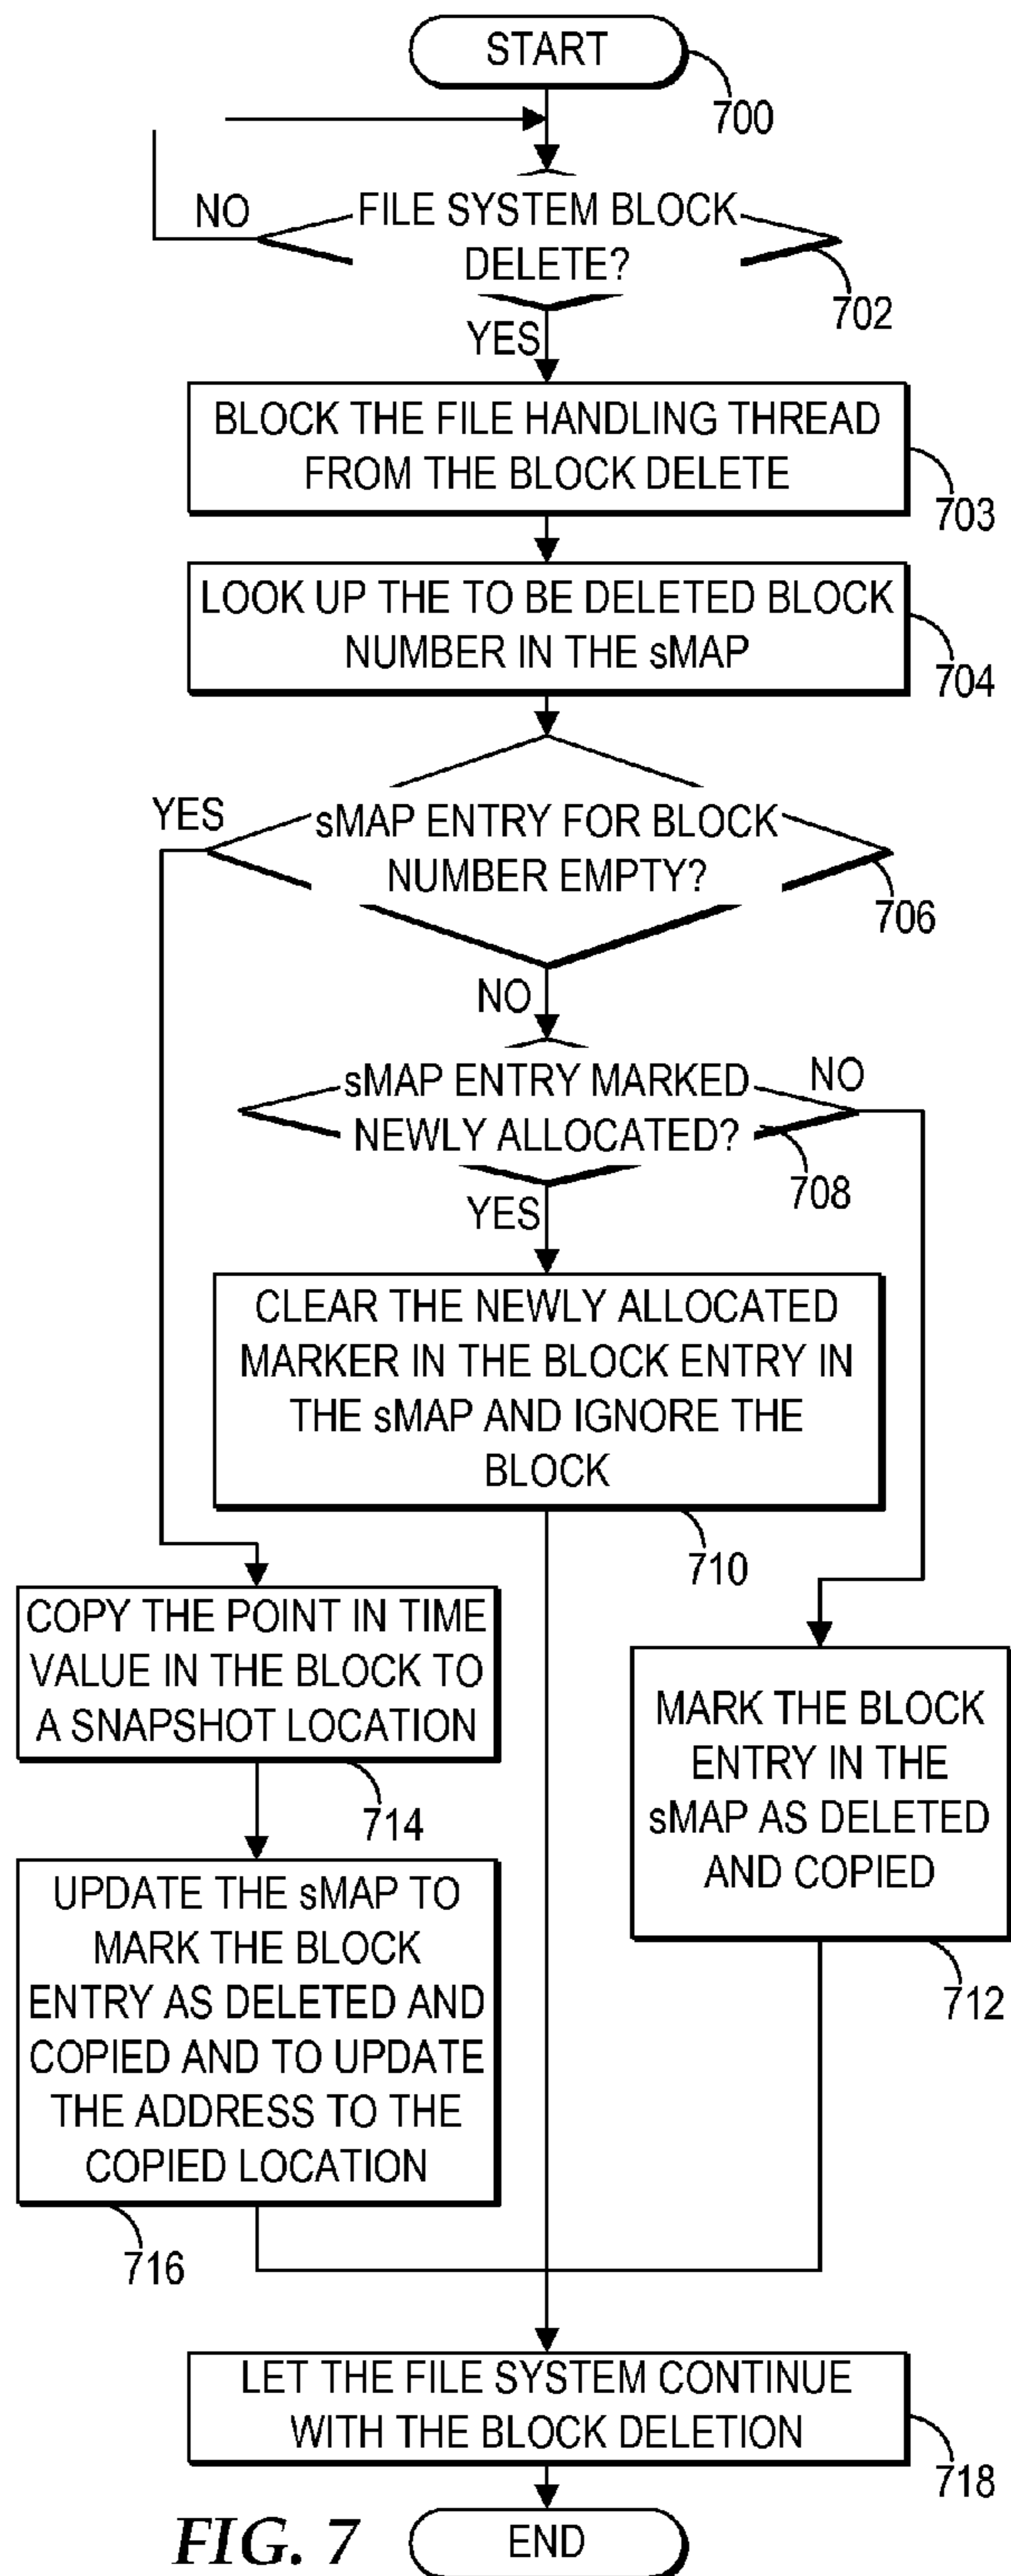 START
700
NO
FILE SYSTEM BLOCK
DELETE?
702
YES
BLOCK THE FILE HANDLING THREAD
FROM THE BLOCK DELETE
703
LOOK UP THE TO BE DELETED BLOCK
NUMBER IN THE sMAP
704
YES
sMAP ENTRY FOR BLOCK
NUMBER EMPTY?
706
NO
sMAP ENTRY MARKED
NEWLY ALLOCATED?
NO
708
YES
CLEAR THE NEWLY ALLOCATED
MARKER IN THE BLOCK ENTRY IN
THE sMAP AND IGNORE THE
BLOCK
710
COPY THE POINT IN TIME
VALUE IN THE BLOCK TO
A SNAPSHOT LOCATION
714
MARK THE BLOCK
ENTRY IN THE
sMAP AS DELETED
AND COPIED
712
UPDATE THE sMAP TO
MARK THE BLOCK
ENTRY AS DELETED AND
COPIED AND TO UPDATE
THE ADDRESS TO THE
COPIED LOCATION
716
LET THE FILE SYSTEM CONTINUE
WITH THE BLOCK DELETION
718
FIG. 7
END